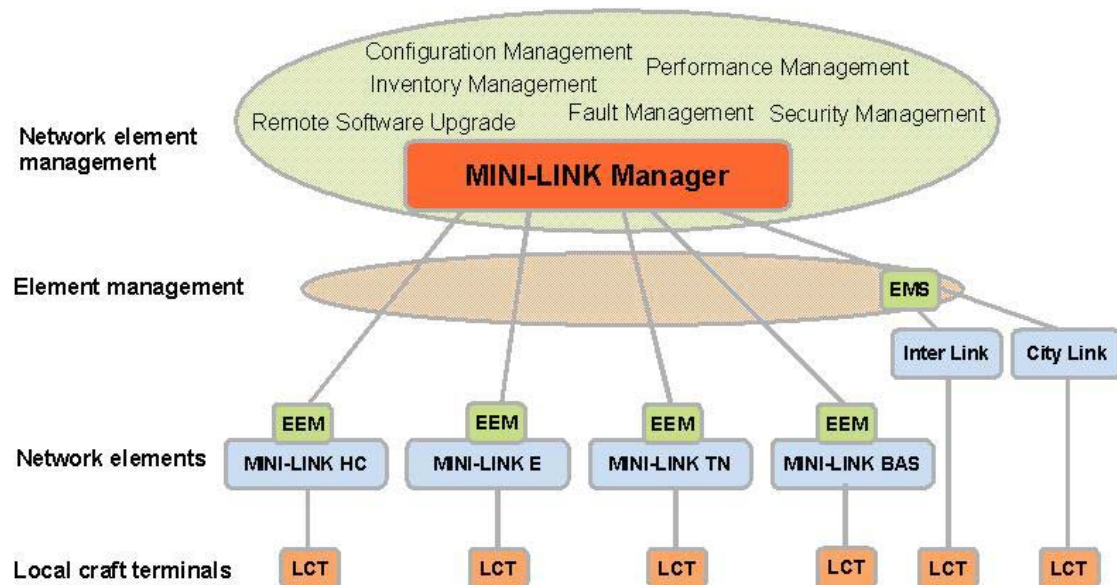 Configuration Management
Performance Management
Inventory Management
Remote Software Upgrade
Fault Management
Security Management
Network element
management
MINI-LINK Manager
Element management
EMS
Inter Link
City Link
EEM
EEM
EEM
EEM
Network elements
MINI-LINK HC
MINI-LINK E
MINI-LINK TN
MINI-LINK BAS
Local craft terminals
LCT
LCT
LCT
LCT
LCT
LCT